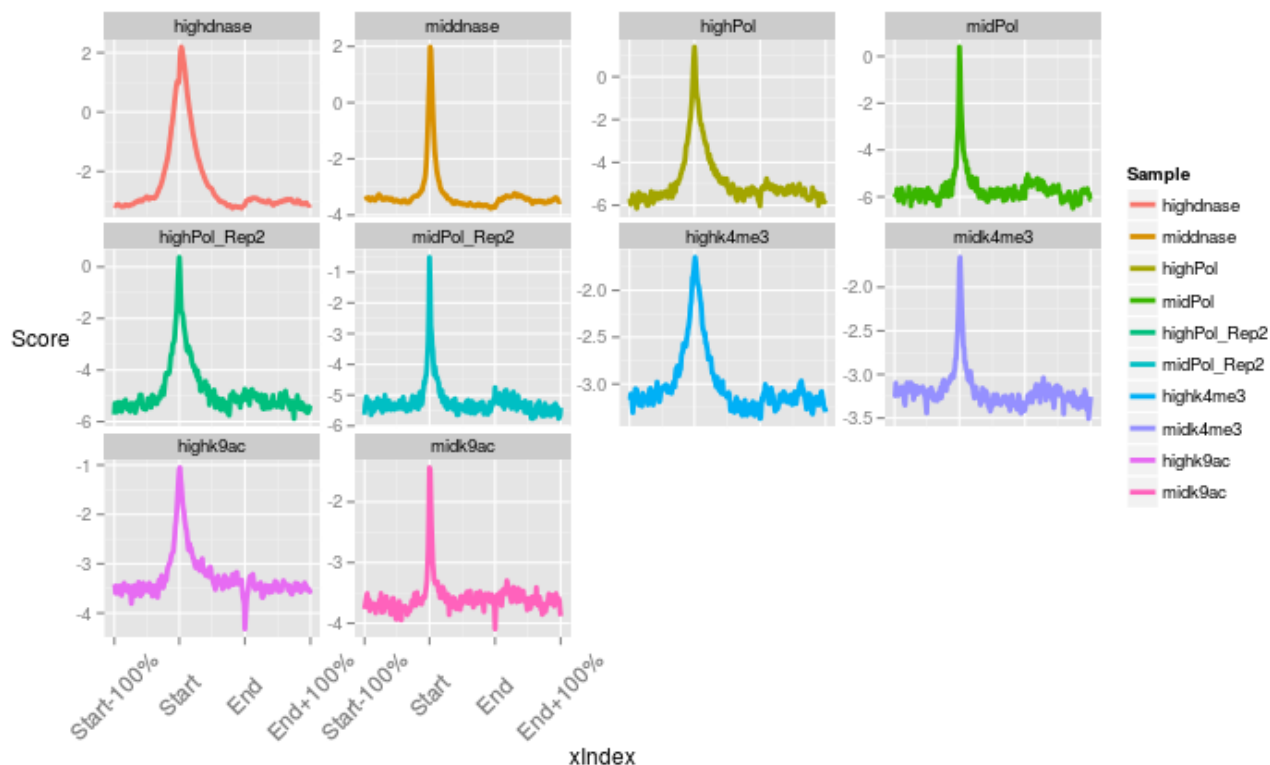 highdnase
middnase
highPol
midPol
2
0
-2
2
0
-2
-4
0
-2
-4
-6
0
-2
-4
-6
highPol_Rep2
midPol_Rep2
highk4me3
midk4me3
0
-2
-4
-6
-1
-2
-3
-4
-5
-6
-2.0
-2.5
-3.0
-2.0
-2.5
-3.0
-3.5
Score
highk9ac
midk9ac
-1
-2
-3
-4
-2
-3
-4
Start-100%
Start
End
End+100%
Start-100%
Start
End
End+100%
xIndex
Sample
highdnase
middnase
highPol
midPol
highPol_Rep2
midPol_Rep2
highk4me3
midk4me3
highk9ac
midk9ac